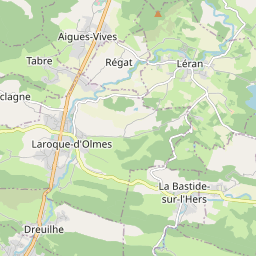 Aigues-Vives
Tabre
Régat
Léran
clagne
Laroque-d'Olmes
La Bastide-
sur-l'Hers
Dreuilhe